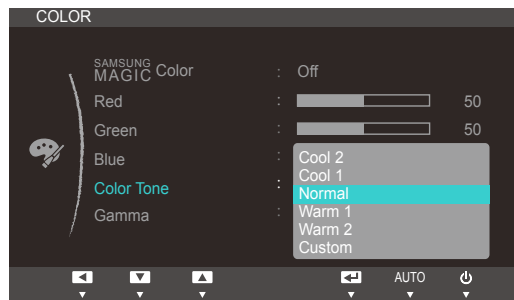 COLOR
SAMSUNG MAGIC Color : Off
Red : 50
Green : 50
Blue :
Color Tone :
Gamma :
Cool 2
Cool 1
Normal
Warm 1
Warm 2
Custom
AUTO